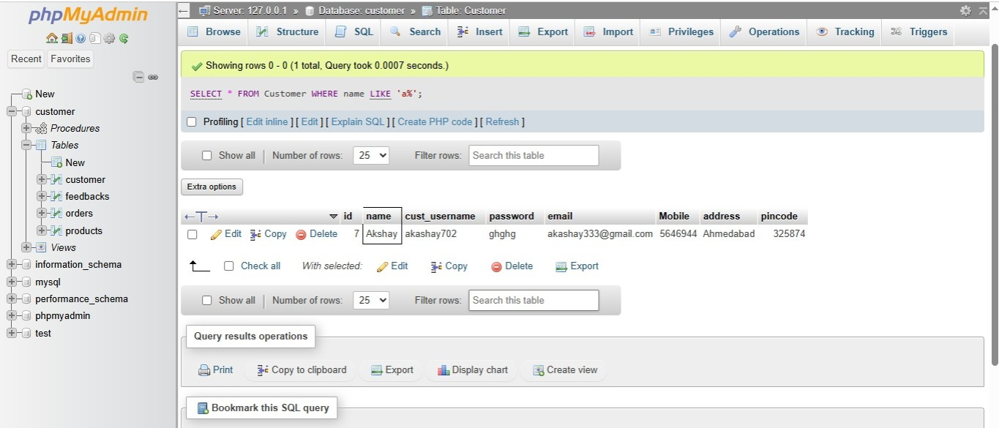 phpMyAdmin
Recent Favorites
New
customer
Procedures
Tables
New
customer
feedbacks
orders
products
Views
information_schema
mysql
performance_schema
phpmyadmin
test
Server: 127.0.0.1 » Database: customer » Table: Customer
Browse Structure SQL Search Insert Export Import Privileges Operations Tracking Triggers
Showing rows 0 - 0 (1 total, Query took 0.0007 seconds.)
SELECT * FROM Customer WHERE name LIKE 'a%';
Profiling [ Edit inline ] [ Edit ] [ Explain SQL ] [ Create PHP code ] [ Refresh ]
Show all Number of rows: 25 Filter rows: Search this table
Extra options
id name cust_username password email Mobile address pincode
Edit Copy Delete 7 Akshay akashay702 ghghg akashay333@gmail.com 5646944 Ahmedabad 325874
Check all With selected: Edit Copy Delete Export
Show all Number of rows: 25 Filter rows: Search this table
Query results operations
Print Copy to clipboard Export Display chart Create view
Bookmark this SQL query